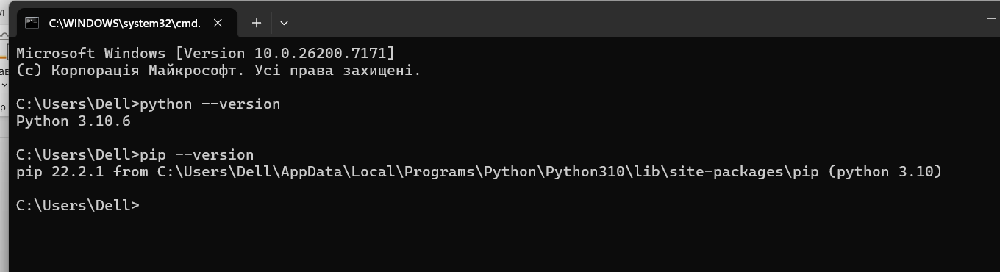 C:\WINDOWS\system32\cmd.
Microsoft Windows [Version 10.0.26200.7171]
(c) Корпорація Майкрософт. Усі права захищені.
C:\Users\Dell>python --version
Python 3.10.6
C:\Users\Dell>pip --version
pip 22.2.1 from C:\Users\Dell\AppData\Local\Programs\Python\Python310\lib\site-packages\pip (python 3.10)
C:\Users\Dell>